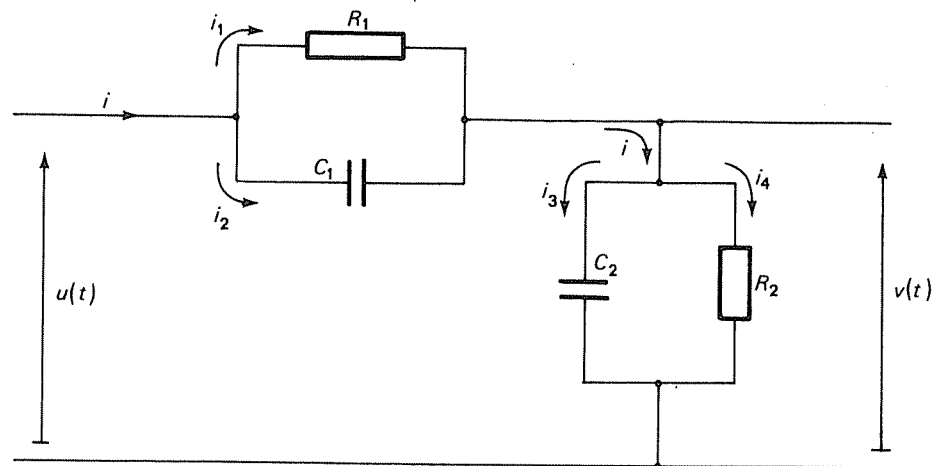 i₁
R₁
i
C₁
i₂
i
i₃
i₄
C₂
R₂
u(t)
v(t)